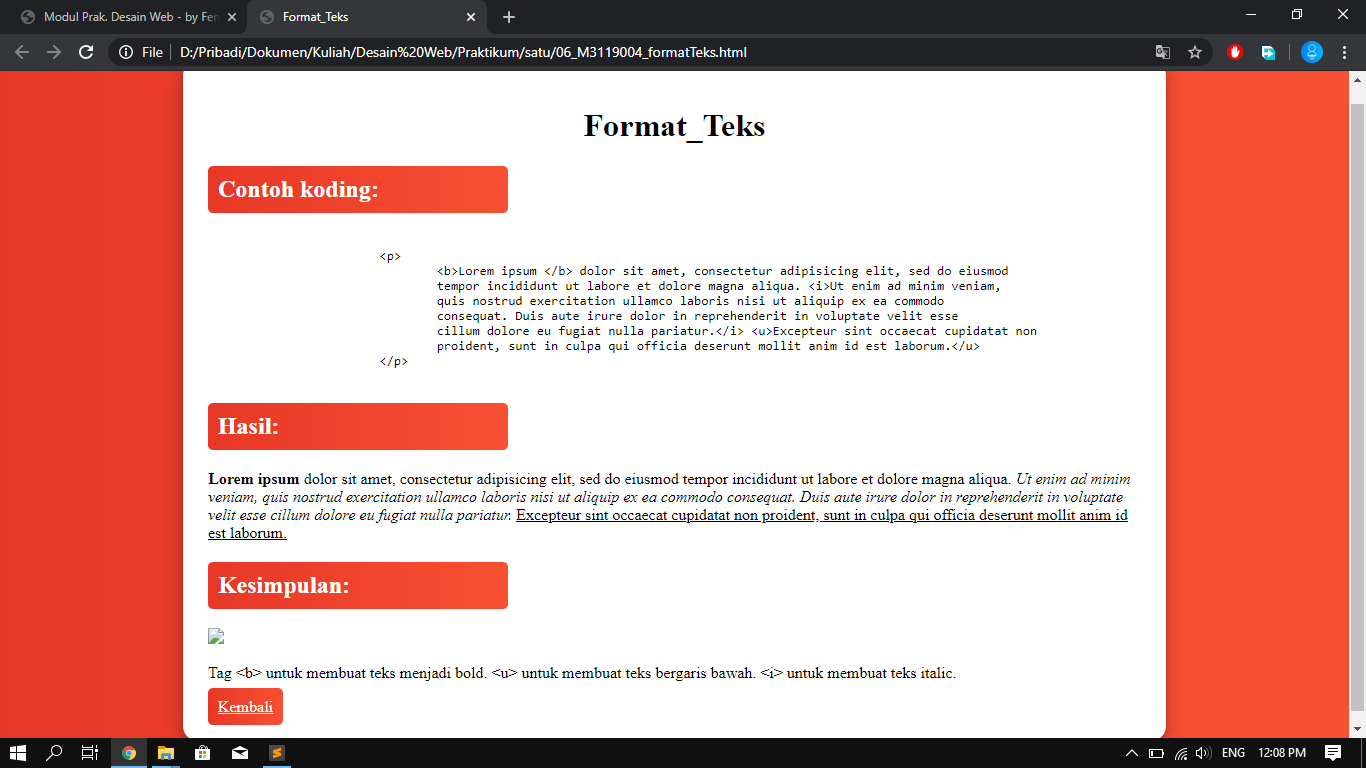 Modul Prak. Desain Web - by Fer
Format_Teks
File
D:/Pribadi/Dokumen/Kuliah/Desain%20Web/Praktikum/satu/06_M3119004_formatTeks.html
Format_Teks
Contoh koding:
<p>
<b>Lorem ipsum </b> dolor sit amet, consectetur adipisicing elit, sed do eiusmod
tempor incididunt ut labore et dolore magna aliqua. <i>Ut enim ad minim veniam,
quis nostrud exercitation ullamco laboris nisi ut aliquip ex ea commodo
consequat. Duis aute irure dolor in reprehenderit in voluptate velit esse
cillum dolore eu fugiat nulla pariatur.</i> <u>Excepteur sint occaecat cupidatat non
proident, sunt in culpa qui officia deserunt mollit anim id est laborum.</u>
</p>
Hasil:
Lorem ipsum dolor sit amet, consectetur adipisicing elit, sed do eiusmod tempor incididunt ut labore et dolore magna aliqua. Ut enim ad minim
veniam, quis nostrud exercitation ullamco laboris nisi ut aliquip ex ea commodo consequat. Duis aute irure dolor in reprehenderit in voluptate
velit esse cillum dolore eu fugiat nulla pariatur. Excepteur sint occaecat cupidatat non proident, sunt in culpa qui officia deserunt mollit anim id
est laborum.
Kesimpulan:
Tag <b> untuk membuat teks menjadi bold. <u> untuk membuat teks bergaris bawah. <i> untuk membuat teks italic.
Kembali
ENG
12:08 PM